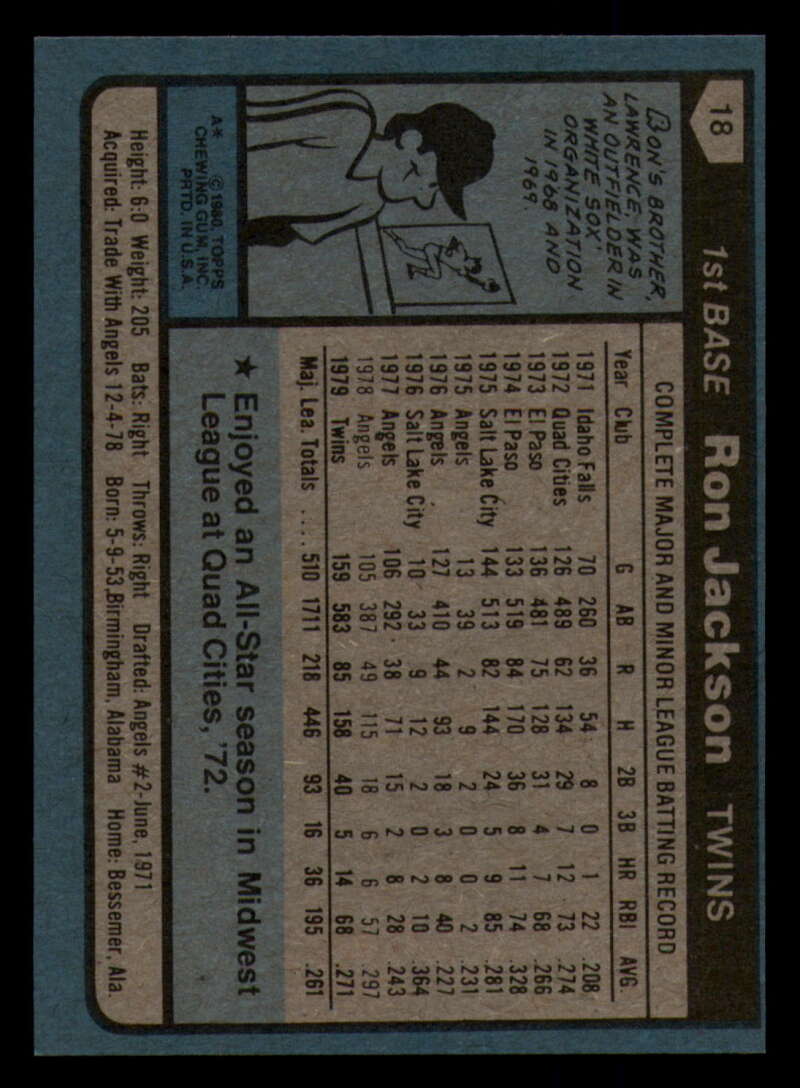 18
1st BASE Ron Jackson TWINS
RON'S BROTHER,
LAWRENCE, WAS
AN OUTFIELDER IN
WHITE SOX'
ORGANIZATION
IN 1968 AND
1969.
A* © 1980, TOPPS
CHEWING GUM, INC.
PRTD. IN U.S.A.
COMPLETE MAJOR AND MINOR LEAGUE BATTING RECORD
Year Club G AB R H 2B 3B HR RBI AVG.
1971 Idaho Falls 70 260 36 54 8 0 1 22 .208
1972 Quad Cities 126 489 62 134 29 7 12 73 .274
1973 El Paso 136 481 75 128 31 4 7 68 .266
1974 El Paso 133 519 84 170 36 8 11 74 .328
1975 Salt Lake City 144 513 82 144 24 5 9 85 .281
1975 Angels 13 39 2 9 2 0 0 2 .231
1976 Angels 127 410 44 93 18 3 8 40 .227
1976 Salt Lake City 10 33 9 12 2 0 2 10 .364
1977 Angels 106 292 38 71 15 2 8 28 .243
1978 Angels 105 387 49 115 18 6 6 57 .297
1979 Twins 159 583 85 158 40 5 14 68 .271
Maj. Lea. Totals .... 510 1711 218 446 93 16 36 195 .261
★ Enjoyed an All-Star season in Midwest
League at Quad Cities, '72.
Height: 6:0 Weight: 205 Bats: Right Throws: Right Drafted: Angels #2-June, 1971
Acquired: Trade With Angels 12-4-78 Born: 5-9-53, Birmingham, Alabama Home: Bessemer, Ala.